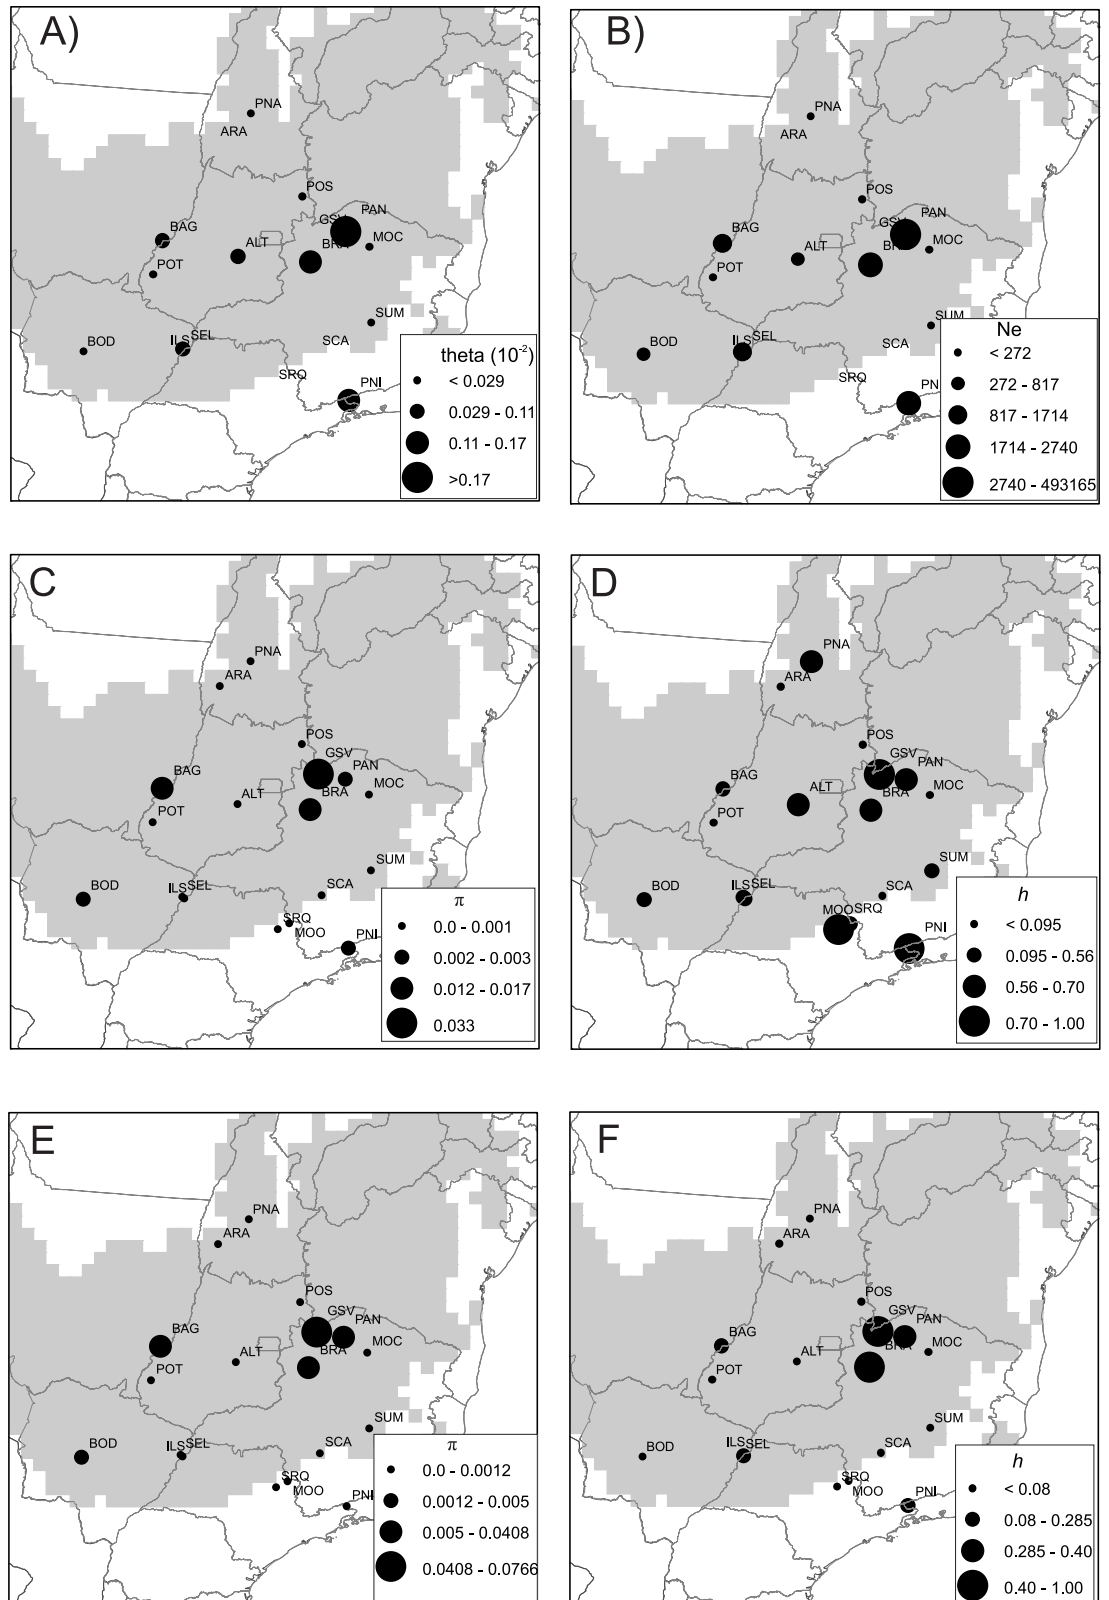 A)
PNA
ARA
POS
GSV PAN
BAG
ALT
BRA MOC
POT
SUM
BOD
ILS SEL
SCA
SRQ
PNI
theta (10-2)
< 0.029
0.029 - 0.11
0.11 - 0.17
>0.17
B)
PNA
ARA
POS
GSV PAN
BAG
ALT
MOC
POT
SUM
BOD
ILS SEL
SCA
SRQ
Ne
< 272
272 - 817
817 - 1714
1714 - 2740
2740 - 493165
C
PNA
ARA
POS
GSV
PAN
BAG
ALT
BRA
MOC
POT
SUM
BOD
ILS SEL
SCA
SRQ
MOO
PNI
π
0.0 - 0.001
0.002 - 0.003
0.012 - 0.017
0.033
D
PNA
ARA
POS
GSV
PAN
BAG
ALT
BRA MOC
POT
SUM
BOD
ILS SEL
SCA
MOO SRQ
PNI
h
< 0.095
0.095 - 0.56
0.56 - 0.70
0.70 - 1.00
E
PNA
ARA
POS
GSV
PAN
BAG
ALT
BRA MOC
POT
SUM
BOD
ILS SEL
SCA
SRQ
MOO
PNI
π
0.0 - 0.0012
0.0012 - 0.005
0.005 - 0.0408
0.0408 - 0.0766
F
PNA
ARA
POS
GSV
PAN
BAG
ALT
BRA MOC
POT
SUM
BOD
ILS SEL
SCA
SRQ
MOO
PNI
h
< 0.08
0.08 - 0.285
0.285 - 0.40
0.40 - 1.00